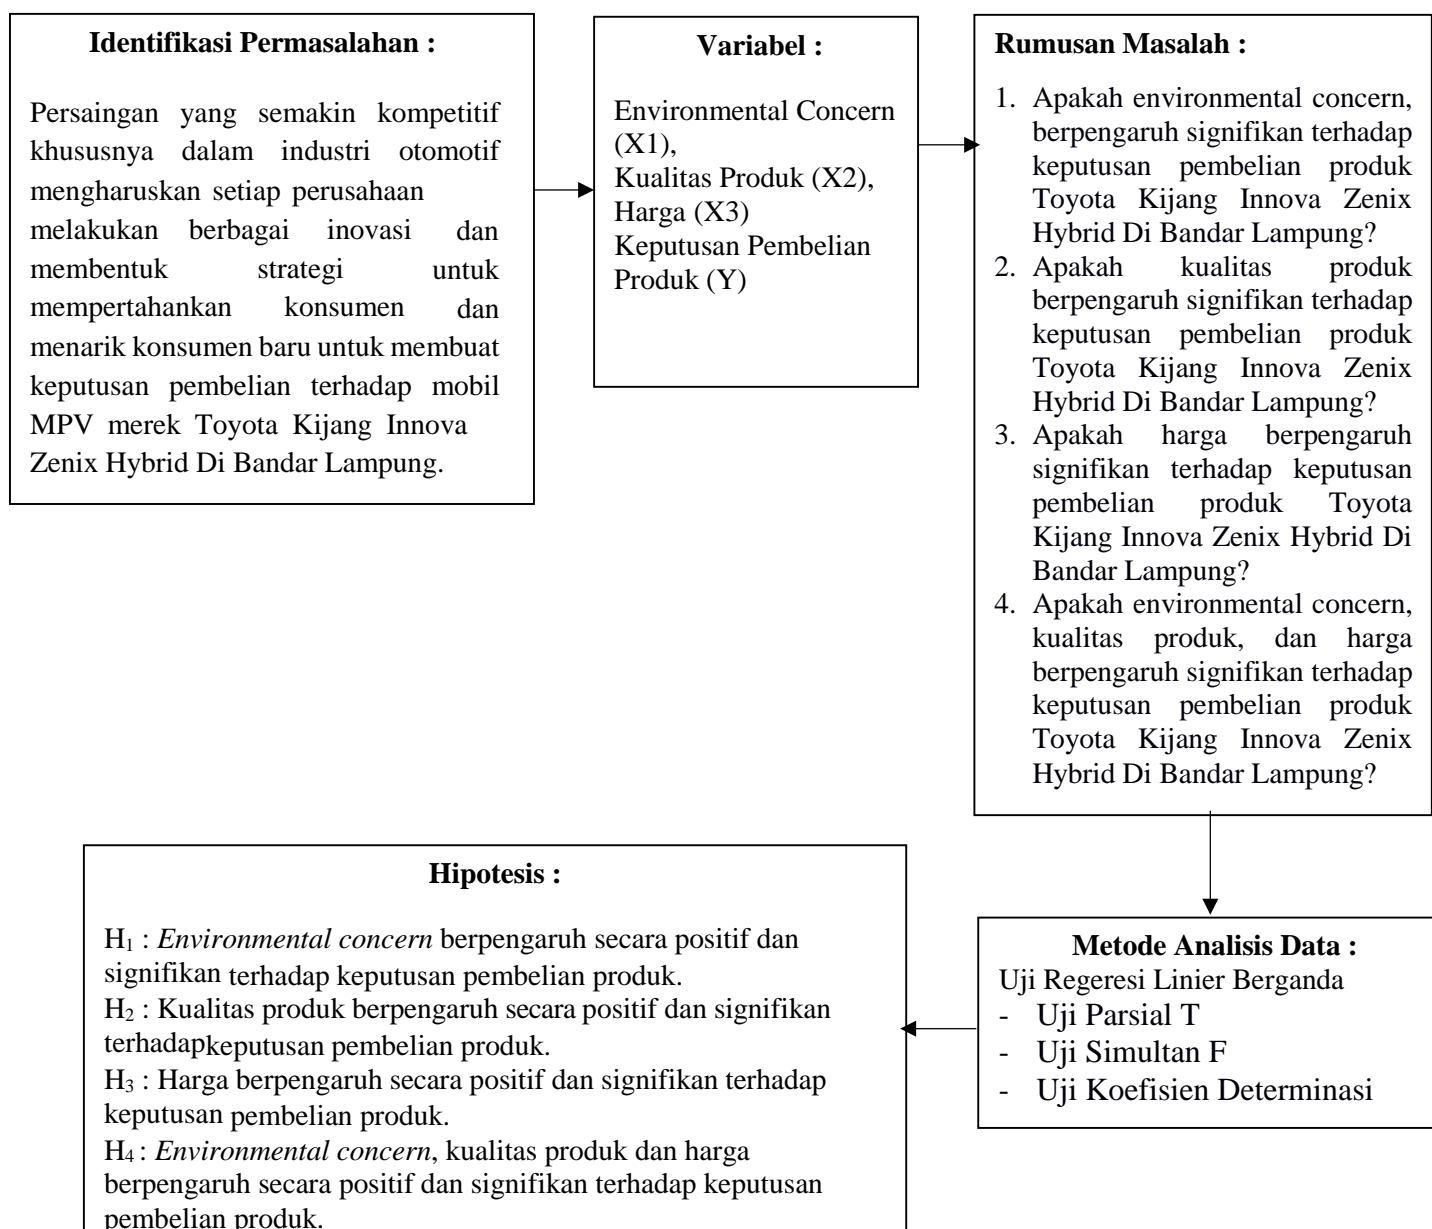 Identifikasi Permasalahan :
Persaingan yang semakin kompetitif
khususnya dalam industri otomotif
mengharuskan setiap perusahaan
melakukan berbagai inovasi dan
membentuk strategi untuk
mempertahankan konsumen dan
menarik konsumen baru untuk membuat
keputusan pembelian terhadap mobil
MPV merek Toyota Kijang Innova
Zenix Hybrid Di Bandar Lampung.
Variabel :
Environmental Concern
(X1),
Kualitas Produk (X2),
Harga (X3)
Keputusan Pembelian
Produk (Y)
Rumusan Masalah :
1. Apakah environmental concern,
berpengaruh signifikan terhadap
keputusan pembelian produk
Toyota Kijang Innova Zenix
Hybrid Di Bandar Lampung?
2. Apakah kualitas produk
berpengaruh signifikan terhadap
keputusan pembelian produk
Toyota Kijang Innova Zenix
Hybrid Di Bandar Lampung?
3. Apakah harga berpengaruh
signifikan terhadap keputusan
pembelian produk Toyota
Kijang Innova Zenix Hybrid Di
Bandar Lampung?
4. Apakah environmental concern,
kualitas produk, dan harga
berpengaruh signifikan terhadap
keputusan pembelian produk
Toyota Kijang Innova Zenix
Hybrid Di Bandar Lampung?
Metode Analisis Data :
Uji Regeresi Linier Berganda
- Uji Parsial T
- Uji Simultan F
- Uji Koefisien Determinasi
Hipotesis :
H₁ : Environmental concern berpengaruh secara positif dan
signifikan terhadap keputusan pembelian produk.
H₂ : Kualitas produk berpengaruh secara positif dan signifikan
terhadapkeputusan pembelian produk.
H₃ : Harga berpengaruh secara positif dan signifikan terhadap
keputusan pembelian produk.
H₄ : Environmental concern, kualitas produk dan harga
berpengaruh secara positif dan signifikan terhadap keputusan
pembelian produk.